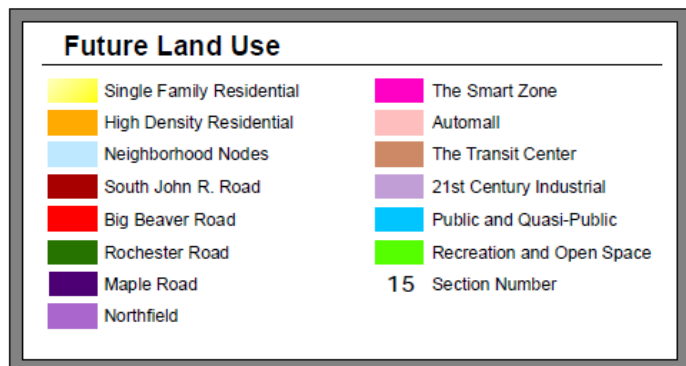 Future Land Use
Single Family Residential
High Density Residential
Neighborhood Nodes
South John R. Road
Big Beaver Road
Rochester Road
Maple Road
Northfield
The Smart Zone
Automall
The Transit Center
21st Century Industrial
Public and Quasi-Public
Recreation and Open Space
15 Section Number